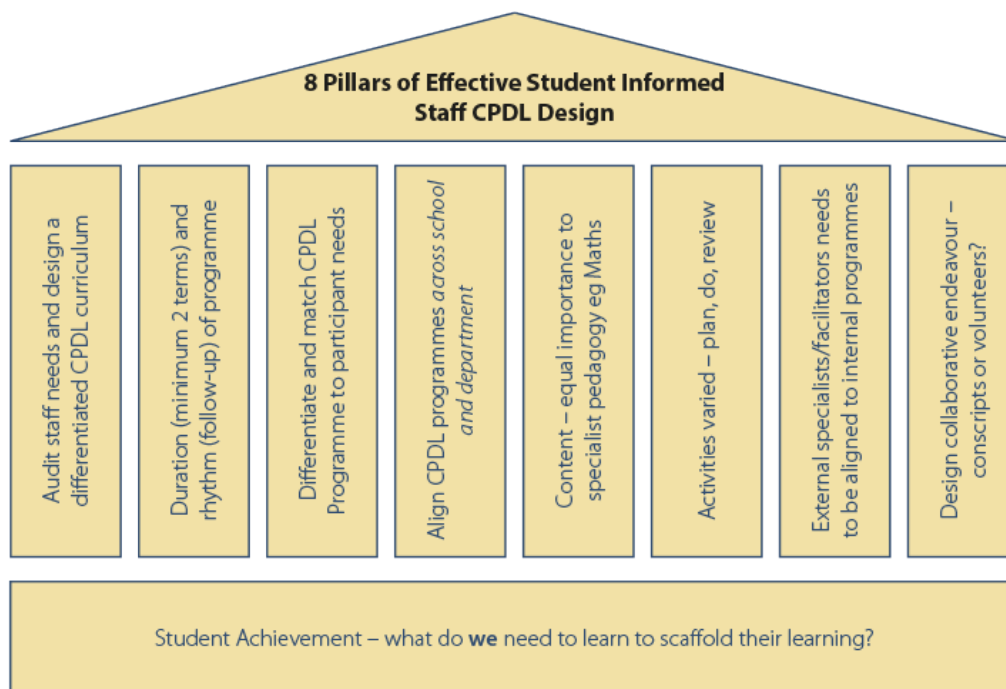 8 Pillars of Effective Student Informed
Staff CPDL Design
Audit staff needs and design a
differentiated CPDL curriculum
Duration (minimum 2 terms) and
rhythm (follow-up) of programme
Differentiate and match CPDL
Programme to participant needs
Align CPDL programmes across school
and department
Content – equal importance to
specialist pedagogy eg Maths
Activities varied – plan, do, review
External specialists/facilitators needs
to be aligned to internal programmes
Design collaborative endeavour –
conscripts or volunteers?
Student Achievement – what do we need to learn to scaffold their learning?